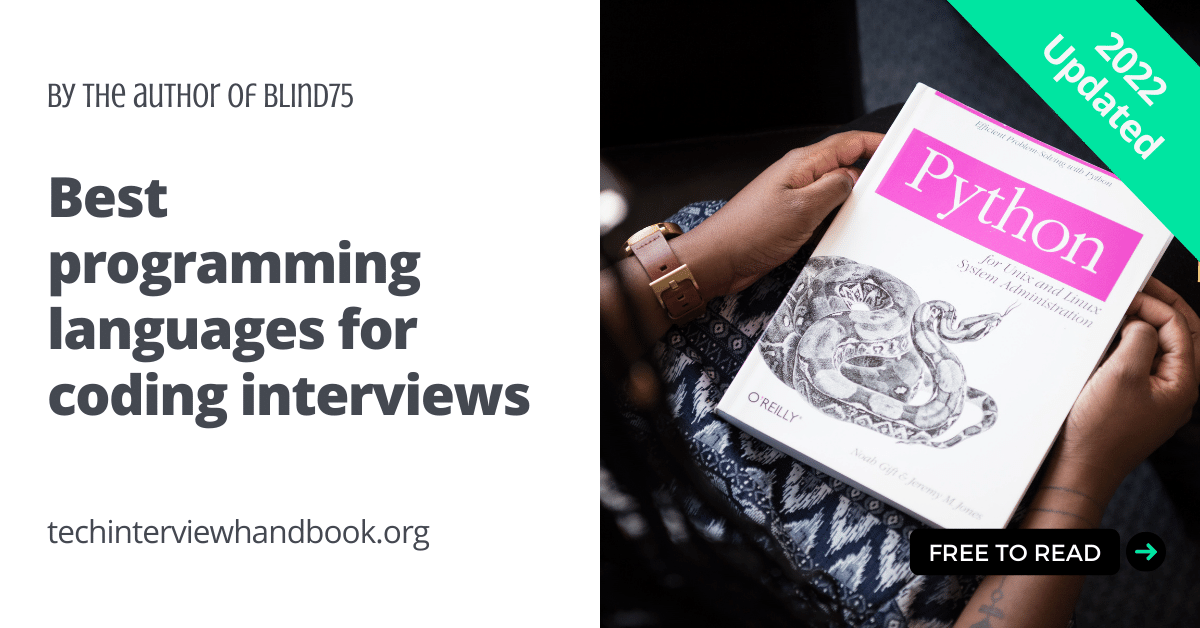 By the author of Blind75
Best
programming
languages for
coding interviews
techinterviewhandbook.org
2022
Updated
Efficient Problem-Solving with Python
Python
for Unix and Linux
System Administration
O'REILLY®
Noah Gift & Jeremy M. Jones
FREE TO READ